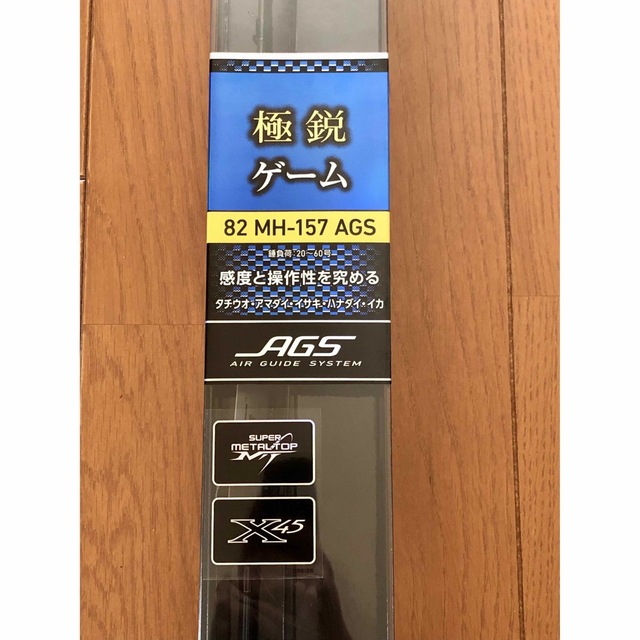 極鋭
ゲーム
82 MH-157 AGS
錘負荷:20〜60号
感度と操作性を究める
タチウオ・アマダイ・イサキ・ハナダイ・イカ
AGS
AIR GUIDE SYSTEM
SUPER
METAL TOP
MT
X45